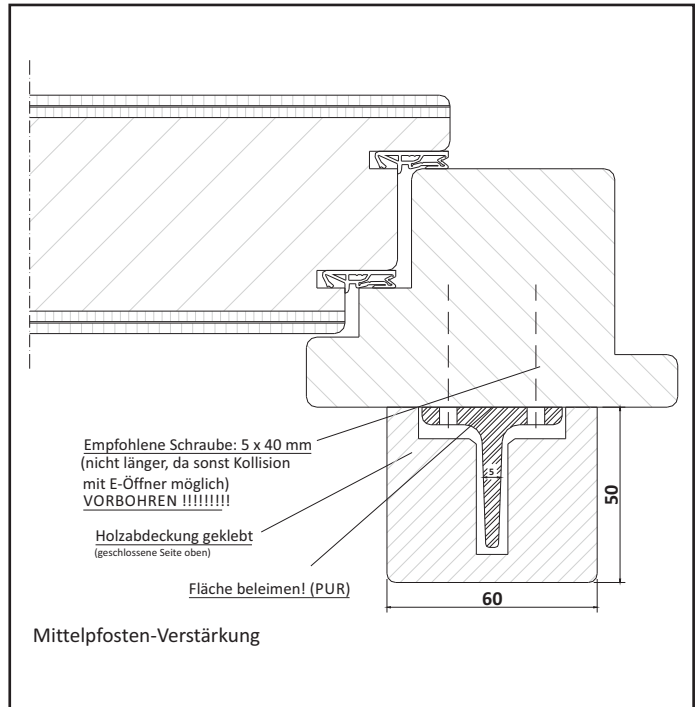 Empfohlene Schraube: 5 x 40 mm
(nicht länger, da sonst Kollision
mit E-Öffner möglich)
VORBOHREN !!!!!!!!!
5
50
Holzabdeckung geklebt
(geschlossene Seite oben)
Fläche beleimen! (PUR)
60
Mittelpfosten-Verstärkung